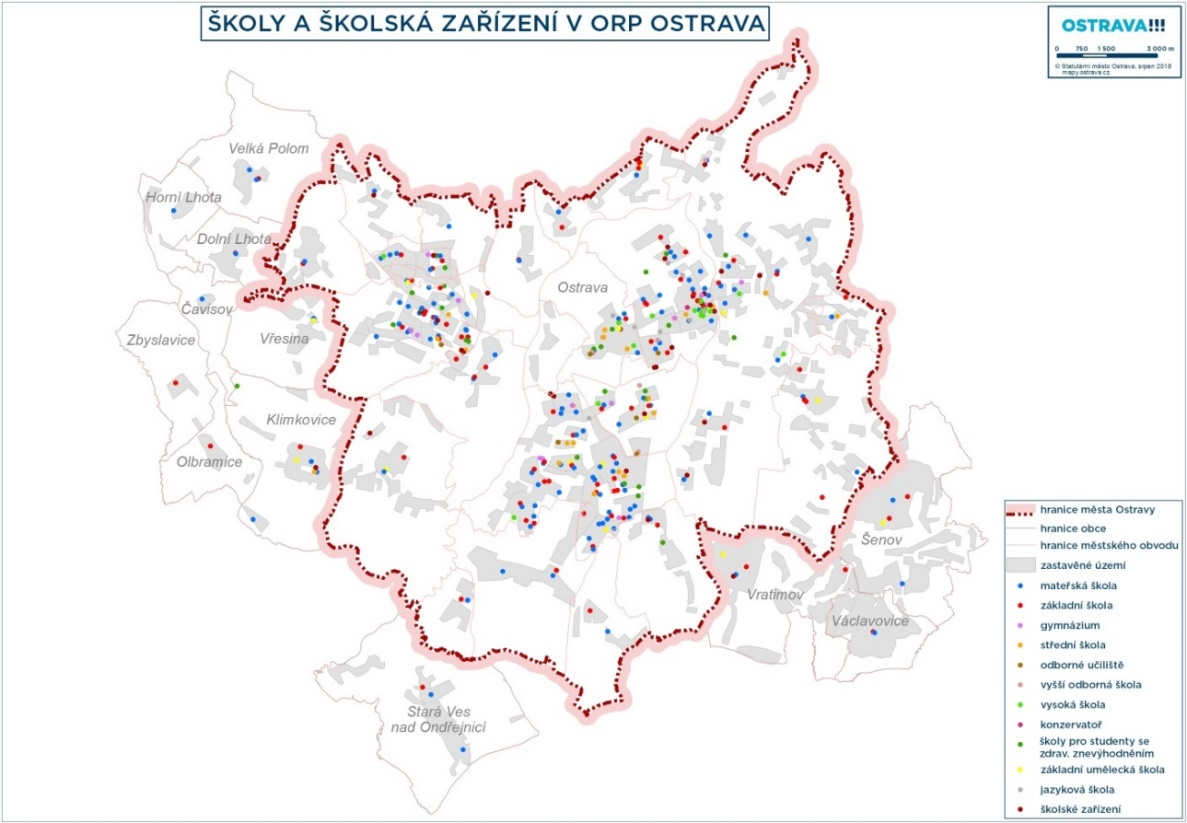 ŠKOLY A ŠKOLSKÁ ZAŘÍZENÍ V ORP OSTRAVA
OSTRAVA!!!
0 750 1 500 3 000 m
© Statutární město Ostrava, srpen 2018
mapy.ostrava.cz
Velká Polom
Horní Lhota
Dolní Lhota
Čavisov
Ostrava
Zbyslavice
Vřesina
Klimkovice
Olbramice
Šenov
Vratimov
Václavovice
Stará Ves
nad Ondřejnicí
hranice města Ostravy
hranice obce
hranice městského obvodu
zastavěné území
mateřská škola
základní škola
gymnázium
střední škola
odborné učiliště
vyšší odborná škola
vysoká škola
konzervatoř
školy pro studenty se
zdrav. znevýhodněním
základní umělecká škola
jazyková škola
školské zařízení